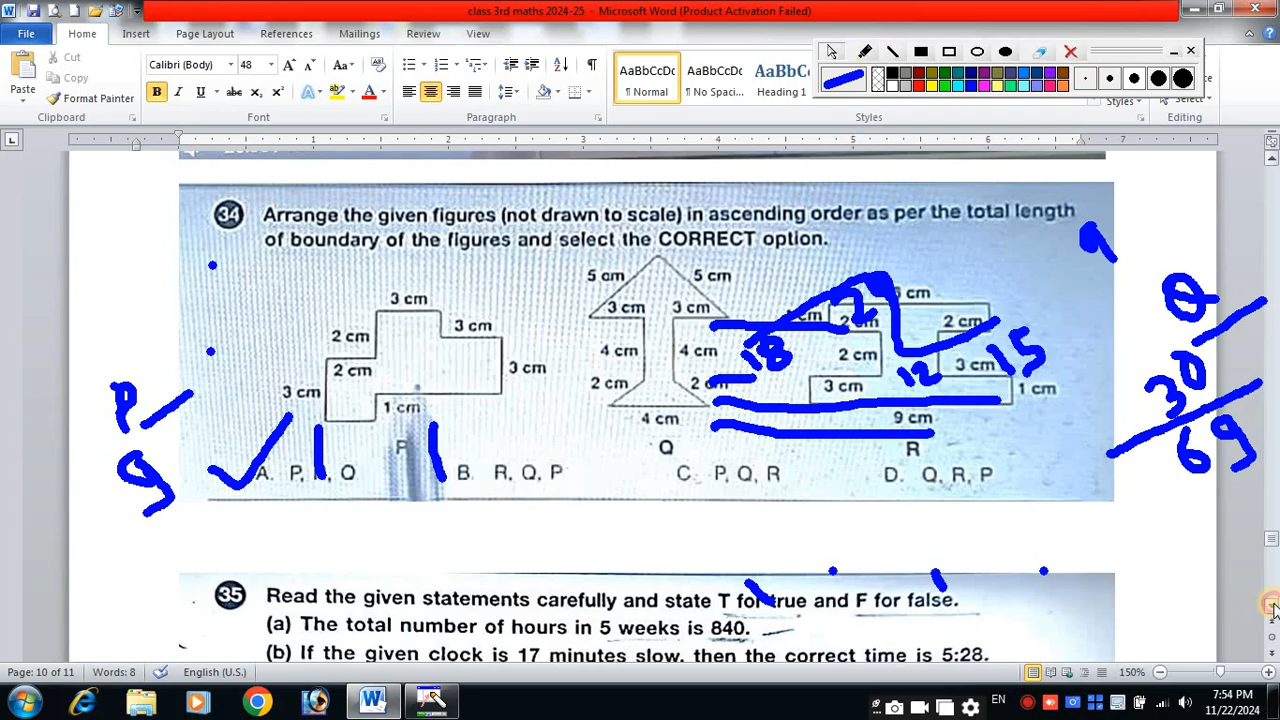 class 3rd maths 2024-25 - Microsoft Word (Product Activation Failed)
File Home Insert Page Layout References Mailings Review View
Cut
Copy
Format Painter
Paste
Clipboard
Calibri (Body) 48
Font
Paragraph
AaBbCcDc AaBbCcDc AaBbCc
¶ Normal ¶ No Spaci... Heading 1
Styles
Styles
Editing
34 Arrange the given figures (not drawn to scale) in ascending order as per the total length
of boundary of the figures and select the CORRECT option.
3 cm
2 cm
3 cm
2 cm
3 cm
3 cm
1 cm
5 cm 5 cm
3 cm 3 cm
4 cm 4 cm
2 cm
4 cm
Q
2 cm
2 cm
3 cm
3 cm
1 cm
9 cm
R
18 2 12 15
P
Q
30
A. P, R, Q B. R, Q, P C. P, Q, R D. Q, R, P
35 Read the given statements carefully and state T for true and F for false.
(a) The total number of hours in 5 weeks is 840.
(b) If the given clock is 17 minutes slow, then the correct time is 5:28.
Page: 10 of 11 Words: 8 English (U.S.) 150%
EN
7:54 PM
11/22/2024